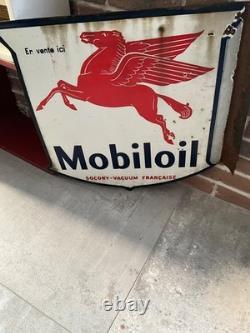 En vente ici
Mobiloil
SOCONY-VACUUM FRANÇAISE
ebay